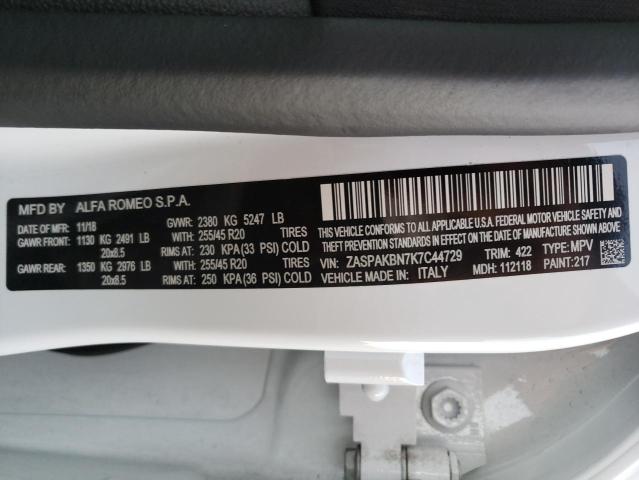 MFD BY ALFA ROMEO S.P.A.
DATE OF MFR: 11/18 GVWR: 2380 KG 5247 LB
GAWR FRONT: 1130 KG 2491 LB WITH 255/45 R20 TIRES
20x8.5 RIMS AT 230 KPA (33 PSI) COLD
GAWR REAR: 1350 KG 2976 LB WITH 255/45 R20 TIRES
20x8.5 RIMS AT 250 KPA (36 PSI) COLD
THIS VEHICLE CONFORMS TO ALL APPLICABLE U.S.A. FEDERAL MOTOR VEHICLE SAFETY
AND THEFT PREVENTION STANDARDS IN EFFECT ON THE DATE OF MANUFACTURE SHOWN ABOVE.
VIN: ZASPAKBN7K7C44729 TRIM: 422 TYPE: MPV
VEHICLE MADE IN: ITALY MDH: 112118 PAINT: 217